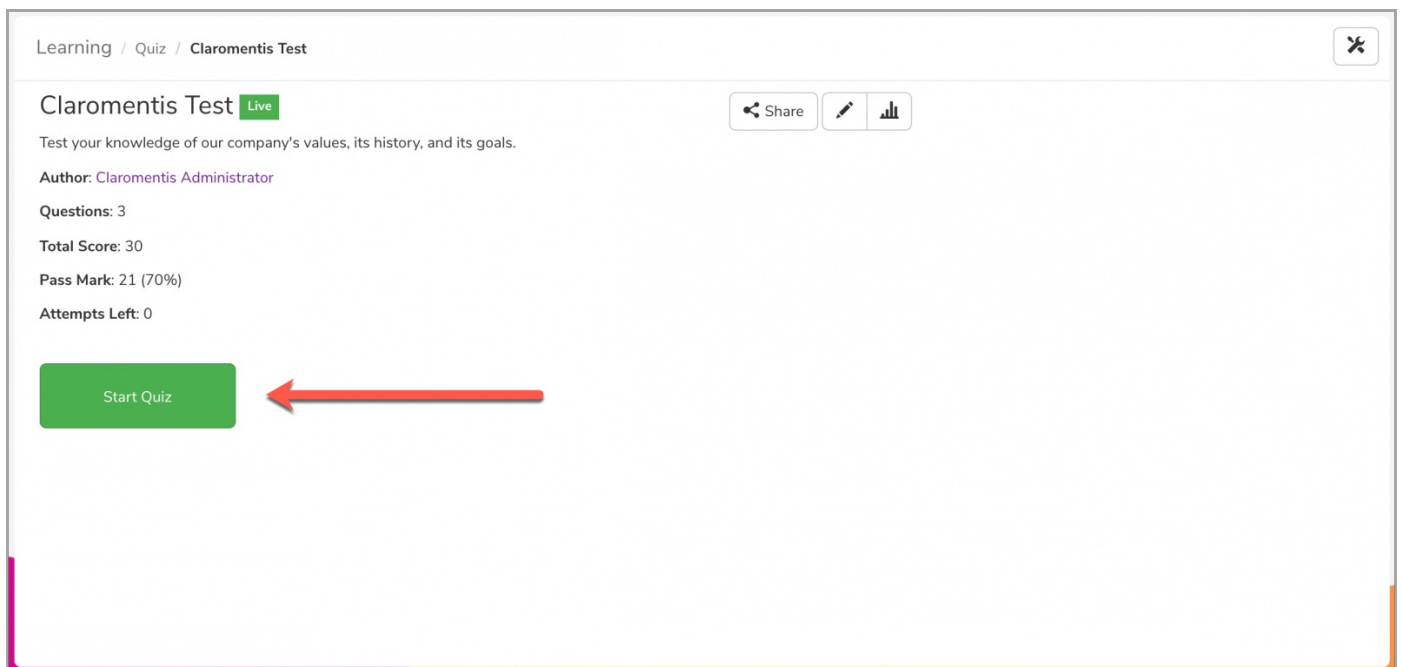 Learning / Quiz / Claromentis Test
Claromentis Test Live
Share
Test your knowledge of our company's values, its history, and its goals.
Author: Claromentis Administrator
Questions: 3
Total Score: 30
Pass Mark: 21 (70%)
Attempts Left: 0
Start Quiz